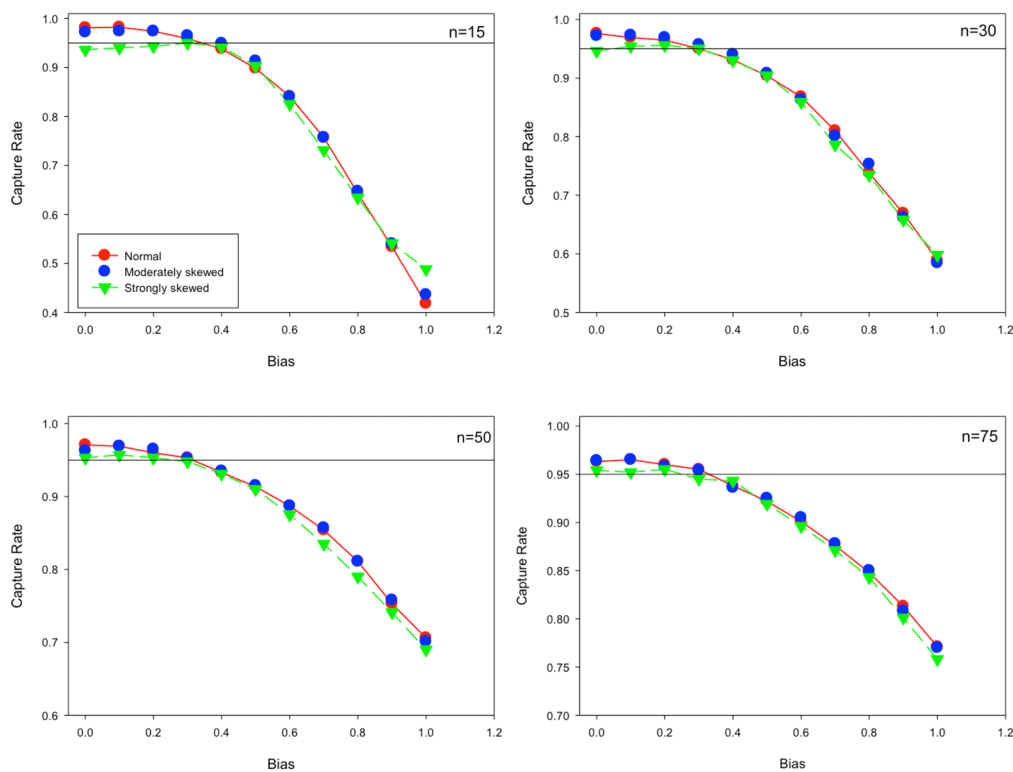 n=15
1.0
0.9
0.8
0.7
0.6
0.5
0.4
Capture Rate
Normal
Moderately skewed
Strongly skewed
0.0 0.2 0.4 0.6 0.8 1.0 1.2
Bias
n=30
1.0
0.9
0.8
0.7
0.6
0.5
Capture Rate
0.0 0.2 0.4 0.6 0.8 1.0 1.2
Bias
n=50
1.0
0.9
0.8
0.7
0.6
Capture Rate
0.0 0.2 0.4 0.6 0.8 1.0 1.2
Bias
n=75
1.00
0.95
0.90
0.85
0.80
0.75
0.70
Capture Rate
0.0 0.2 0.4 0.6 0.8 1.0 1.2
Bias